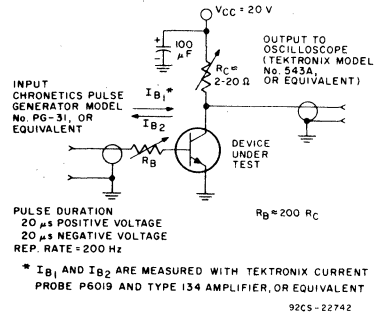 VCC = 20 V
100
µF
+
-
OUTPUT TO
OSCILLOSCOPE
(TEKTRONIX MODEL
No. 543A,
OR EQUIVALENT)
RC≈
2-20 Ω
INPUT
CHRONETICS PULSE
GENERATOR MODEL
No. PG-31, OR
EQUIVALENT
IB1*
IB2
RB
DEVICE
UNDER
TEST
PULSE DURATION
20 µs POSITIVE VOLTAGE
20 µs NEGATIVE VOLTAGE
REP. RATE = 200 Hz
RB≈200 RC
* IB1 AND IB2 ARE MEASURED WITH TEKTRONIX CURRENT
PROBE P6019 AND TYPE 134 AMPLIFIER, OR EQUIVALENT
92CS-22742